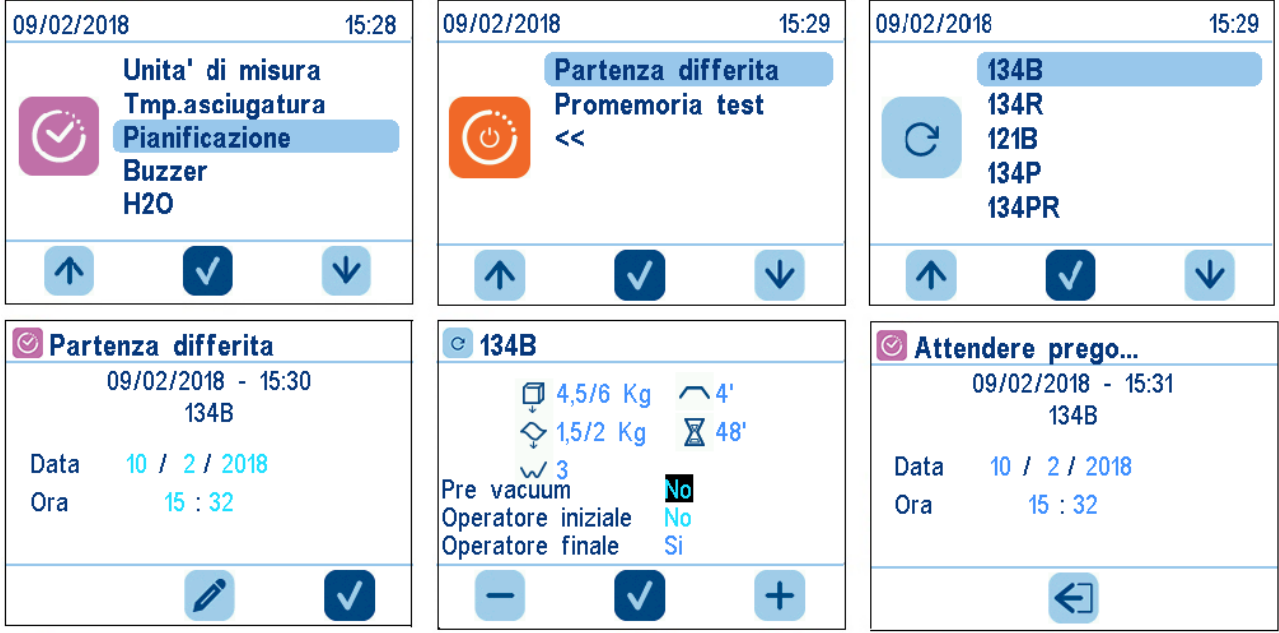 09/02/2018 15:28
Unita' di misura
Tmp.asciugatura
Pianificazione
Buzzer
H2O
09/02/2018 15:29
Partenza differita
Promemoria test
<<
09/02/2018 15:29
134B
134R
121B
134P
134PR
Partenza differita
09/02/2018 - 15:30
134B
Data 10 / 2 / 2018
Ora 15 : 32
134B
4,5/6 Kg 4'
1,5/2 Kg 48'
3
Pre vacuum No
Operatore iniziale No
Operatore finale Si
Attendere prego...
09/02/2018 - 15:31
134B
Data 10 / 2 / 2018
Ora 15 : 32